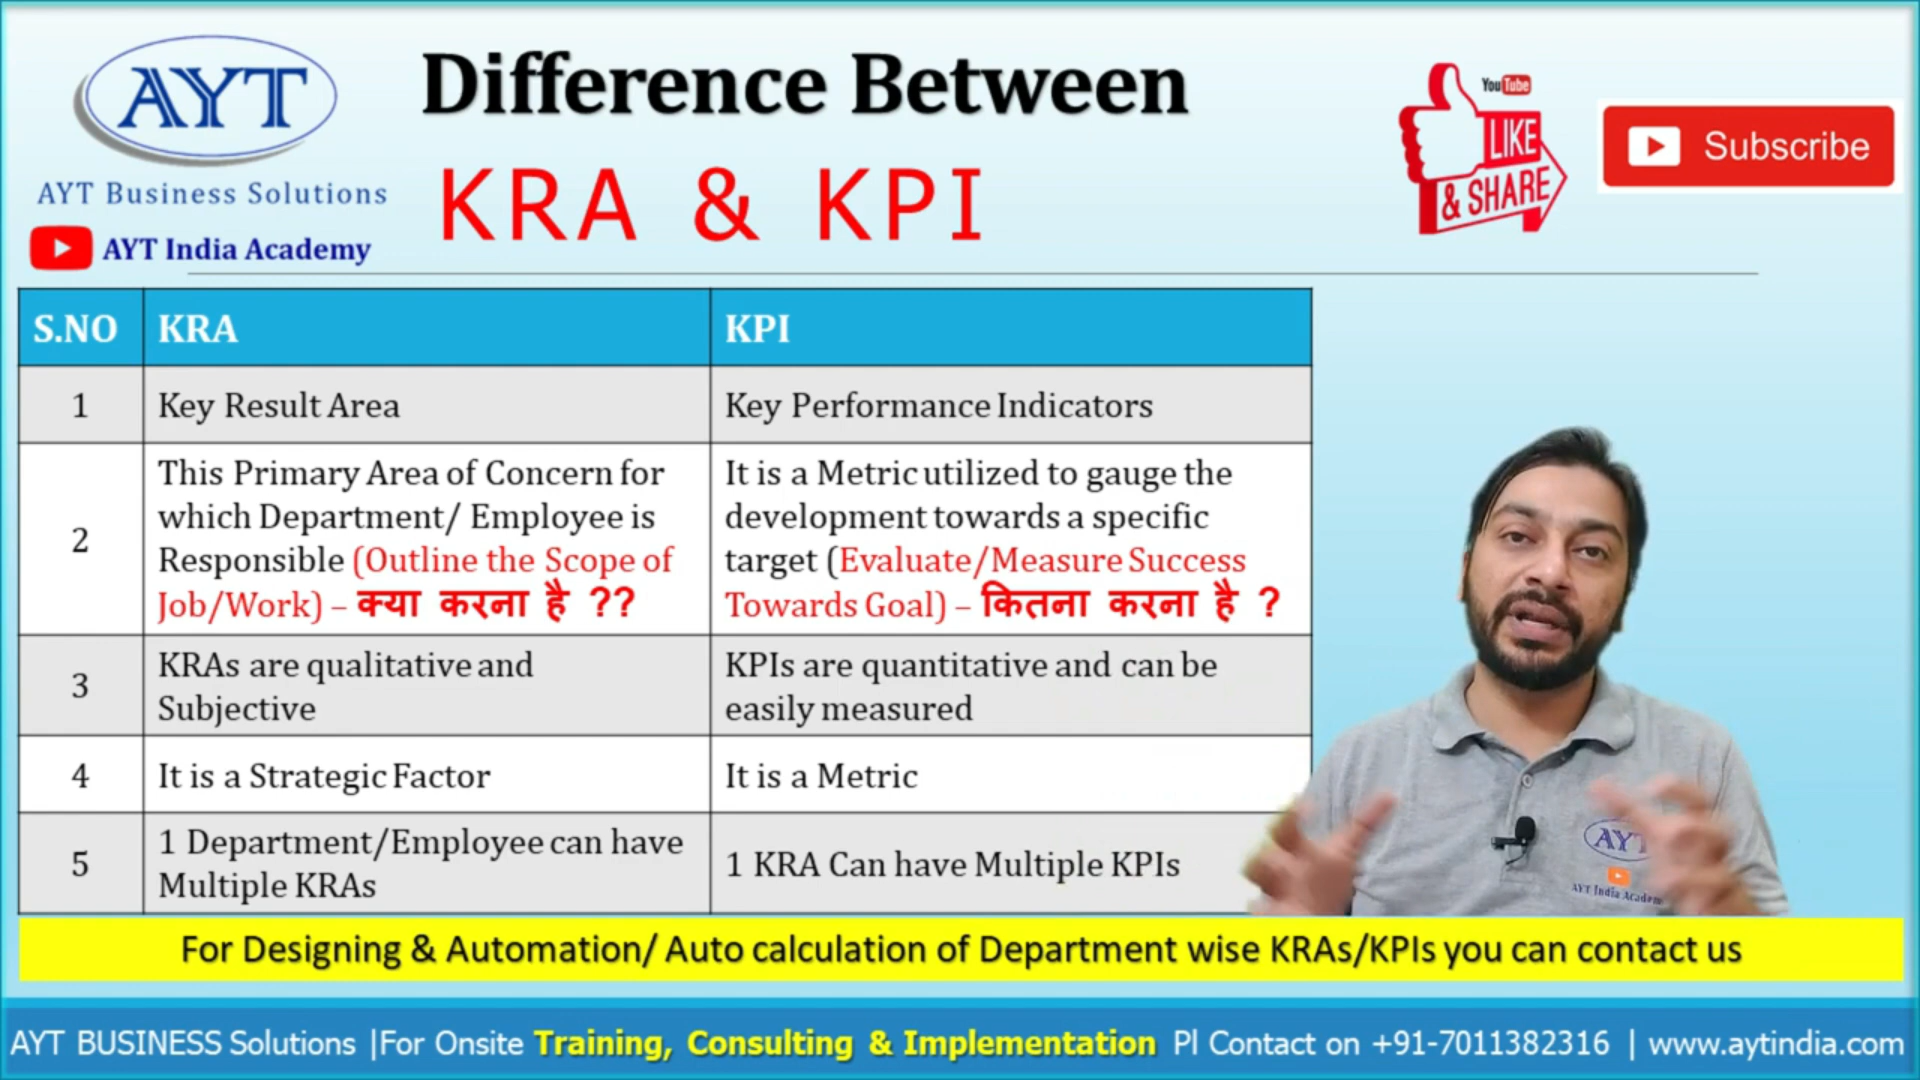 AYT
AYT Business Solutions
AYT India Academy
Difference Between
KRA & KPI
YouTube
LIKE
& SHARE
Subscribe
S.NO KRA KPI
1 Key Result Area Key Performance Indicators
2
This Primary Area of Concern for
which Department/ Employee is
Responsible (Outline the Scope of
Job/Work) – क्या करना है ??
It is a Metric utilized to gauge the
development towards a specific
target (Evaluate/Measure Success
Towards Goal) – कितना करना है ?
3
KRAs are qualitative and
Subjective
KPIs are quantitative and can be
easily measured
4 It is a Strategic Factor It is a Metric
5
1 Department/Employee can have
Multiple KRAs
1 KRA Can have Multiple KPIs
AYT
AYT India Academy
For Designing & Automation/ Auto calculation of Department wise KRAs/KPIs you can contact us
AYT BUSINESS Solutions |For Onsite Training, Consulting & Implementation Pl Contact on +91-7011382316 | www.aytindia.com